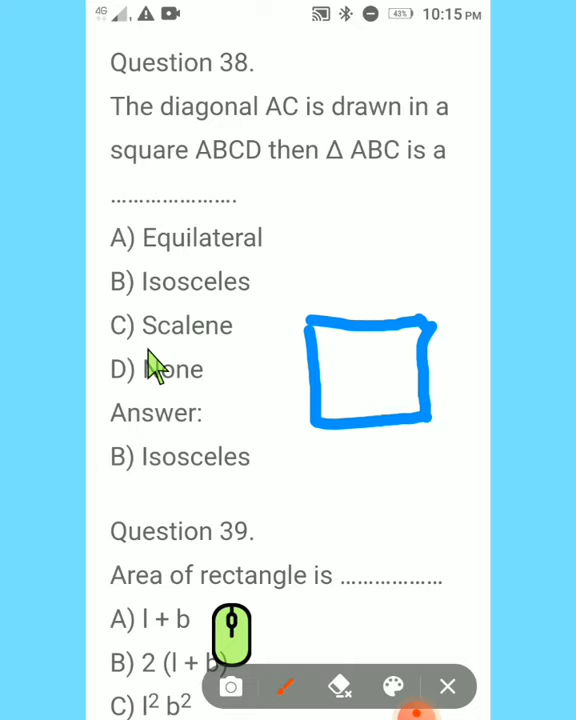 4G 43% 10:15 PM
Question 38.
The diagonal AC is drawn in a
square ABCD then Δ ABC is a
………………….
A) Equilateral
B) Isosceles
C) Scalene
D) None
Answer:
B) Isosceles
Question 39.
Area of rectangle is ………………
A) l + b
B) 2 (l + b)
C) l² b²